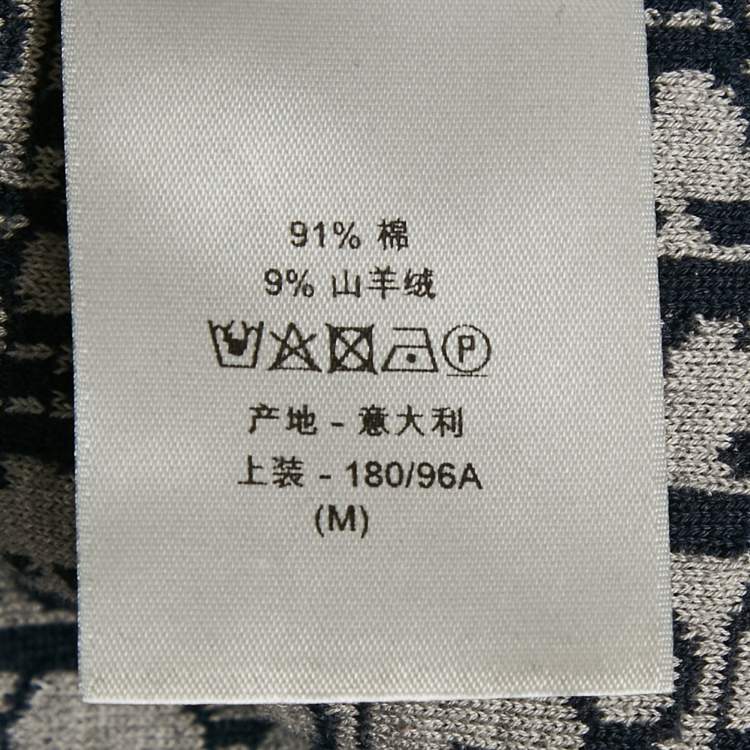 91% 棉
9% 山羊绒
P
产地 - 意大利
上装 - 180/96A
(M)